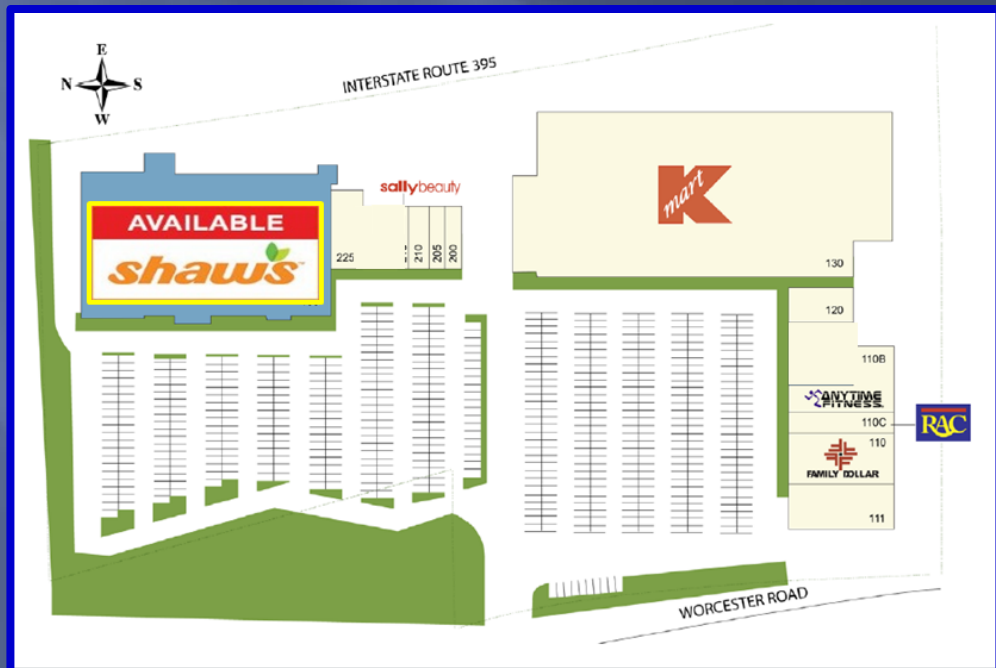 E
N S
W
INTERSTATE ROUTE 395
AVAILABLE
shaw's
sallybeauty
225
210
205
200
K
mart
130
120
110B
ANYTIME
FITNESS
110C
RAC
110
FAMILY DOLLAR
111
WORCESTER ROAD